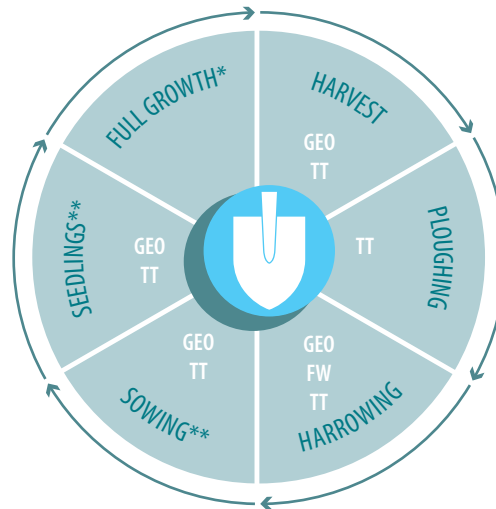 FULL GROWTH*
HARVEST
GEO
TT
PLOUGHING
TT
HARROWING
GEO
FW
TT
SOWING**
GEO
TT
SEEDLINGS**
GEO
TT